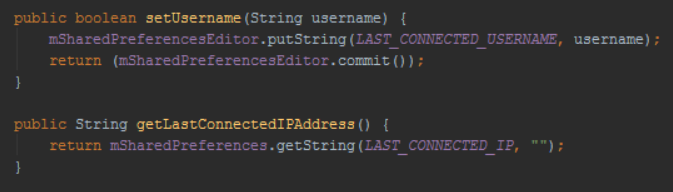 public boolean setUsername(String username) {
mSharedPreferencesEditor.putString(LAST_CONNECTED_USERNAME, username);
return (mSharedPreferencesEditor.commit());
}
public String getLastConnectedIPAddress() {
return mSharedPreferences.getString(LAST_CONNECTED_IP, "");
}